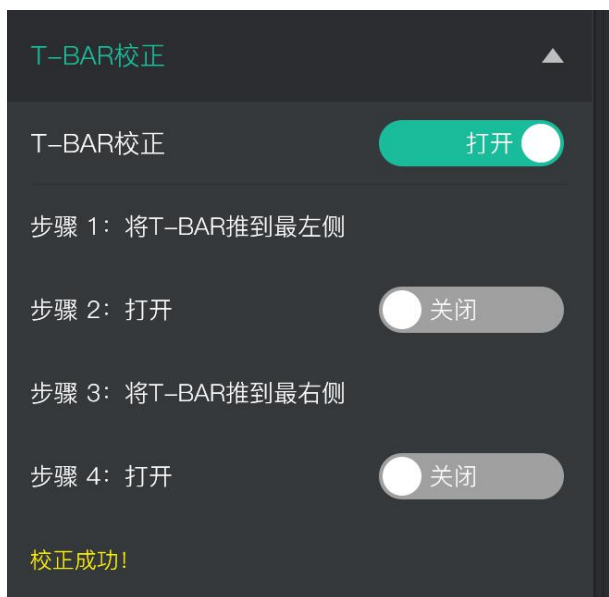 T-BAR校正
T-BAR校正 打开
步骤 1：将T-BAR推到最左侧
步骤 2：打开 关闭
步骤 3：将T-BAR推到最右侧
步骤 4：打开 关闭
校正成功!